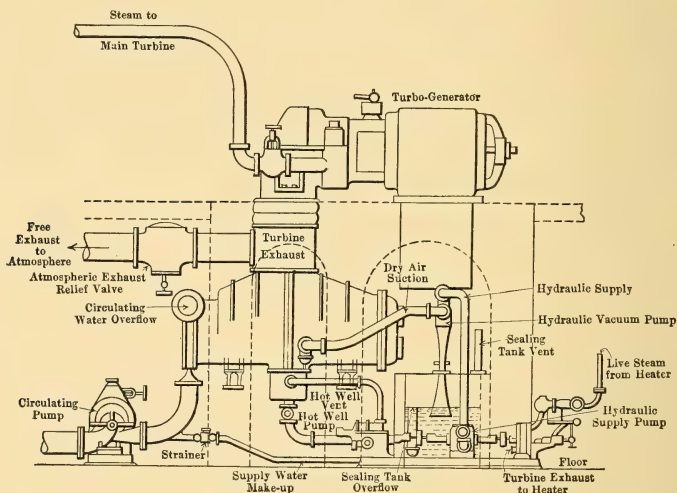 Steam to
Main Turbine
Turbo-Generator
Free
Exhaust
to
Atmosphere
Turbine
Exhaust
Atmospheric Exhaust
Relief Valve
Dry Air
Suction
Hydraulic Supply
Circulating
Water Overflow
Hydraulic Vacuum Pump
Sealing
Tank Vent
Live Steam
from Heater
Circulating
Pump
Hot Well
Vent
Hot Well
Pump
Hydraulic
Supply Pump
Strainer
Floor
Supply Water
Make-up
Sealing Tank
Overflow
Turbine Exhaust
to Heater